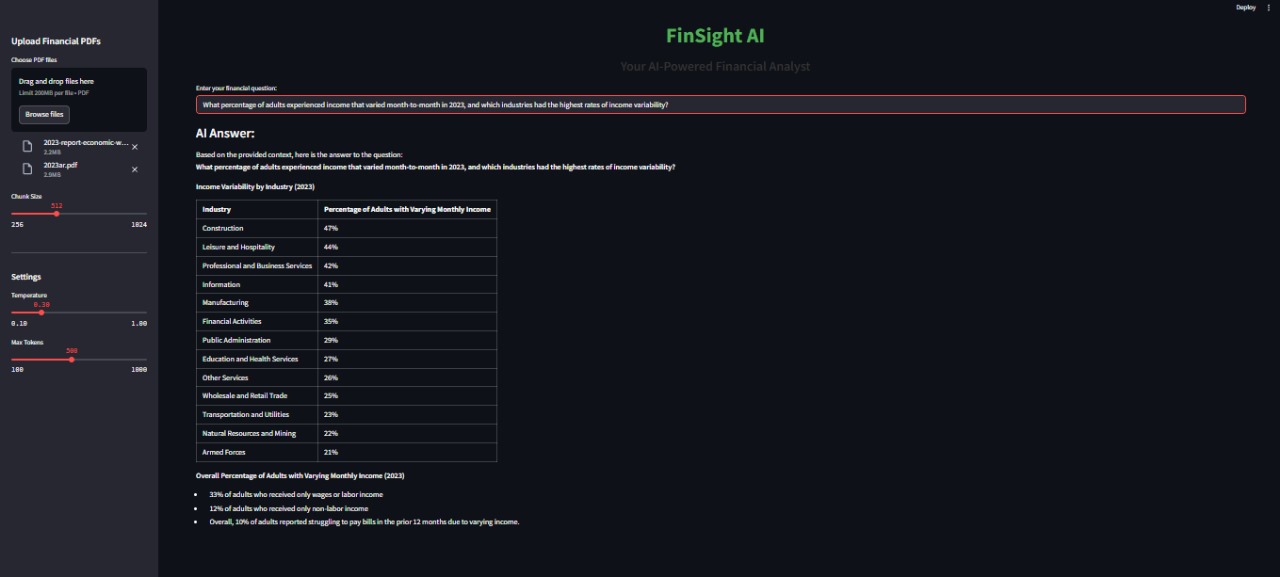 Deploy
Upload Financial PDFs
Choose PDF files
Drag and drop files here
Limit 200MB per file • PDF
Browse files
2023-report-economic-w...
3.3MB
2023ar.pdf
2.9MB
Chunk Size
512
256 1024
Settings
Temperature
0.30
0.10 1.00
Max Tokens
500
100 1000
FinSight AI
Your AI-Powered Financial Analyst
Enter your financial question:
What percentage of adults experienced income that varied month-to-month in 2023, and which industries had the highest rates of income variability?
AI Answer:
Based on the provided context, here is the answer to the question:
What percentage of adults experienced income that varied month-to-month in 2023, and which industries had the highest rates of income variability?
Income Variability by Industry (2023)
Industry Percentage of Adults with Varying Monthly Income
Construction 47%
Leisure and Hospitality 44%
Professional and Business Services 42%
Information 41%
Manufacturing 38%
Financial Activities 35%
Public Administration 29%
Education and Health Services 27%
Other Services 26%
Wholesale and Retail Trade 25%
Transportation and Utilities 23%
Natural Resources and Mining 22%
Armed Forces 21%
Overall Percentage of Adults with Varying Monthly Income (2023)
• 33% of adults who received only wages or labor income
• 12% of adults who received only non-labor income
• Overall, 10% of adults reported struggling to pay bills in the prior 12 months due to varying income.